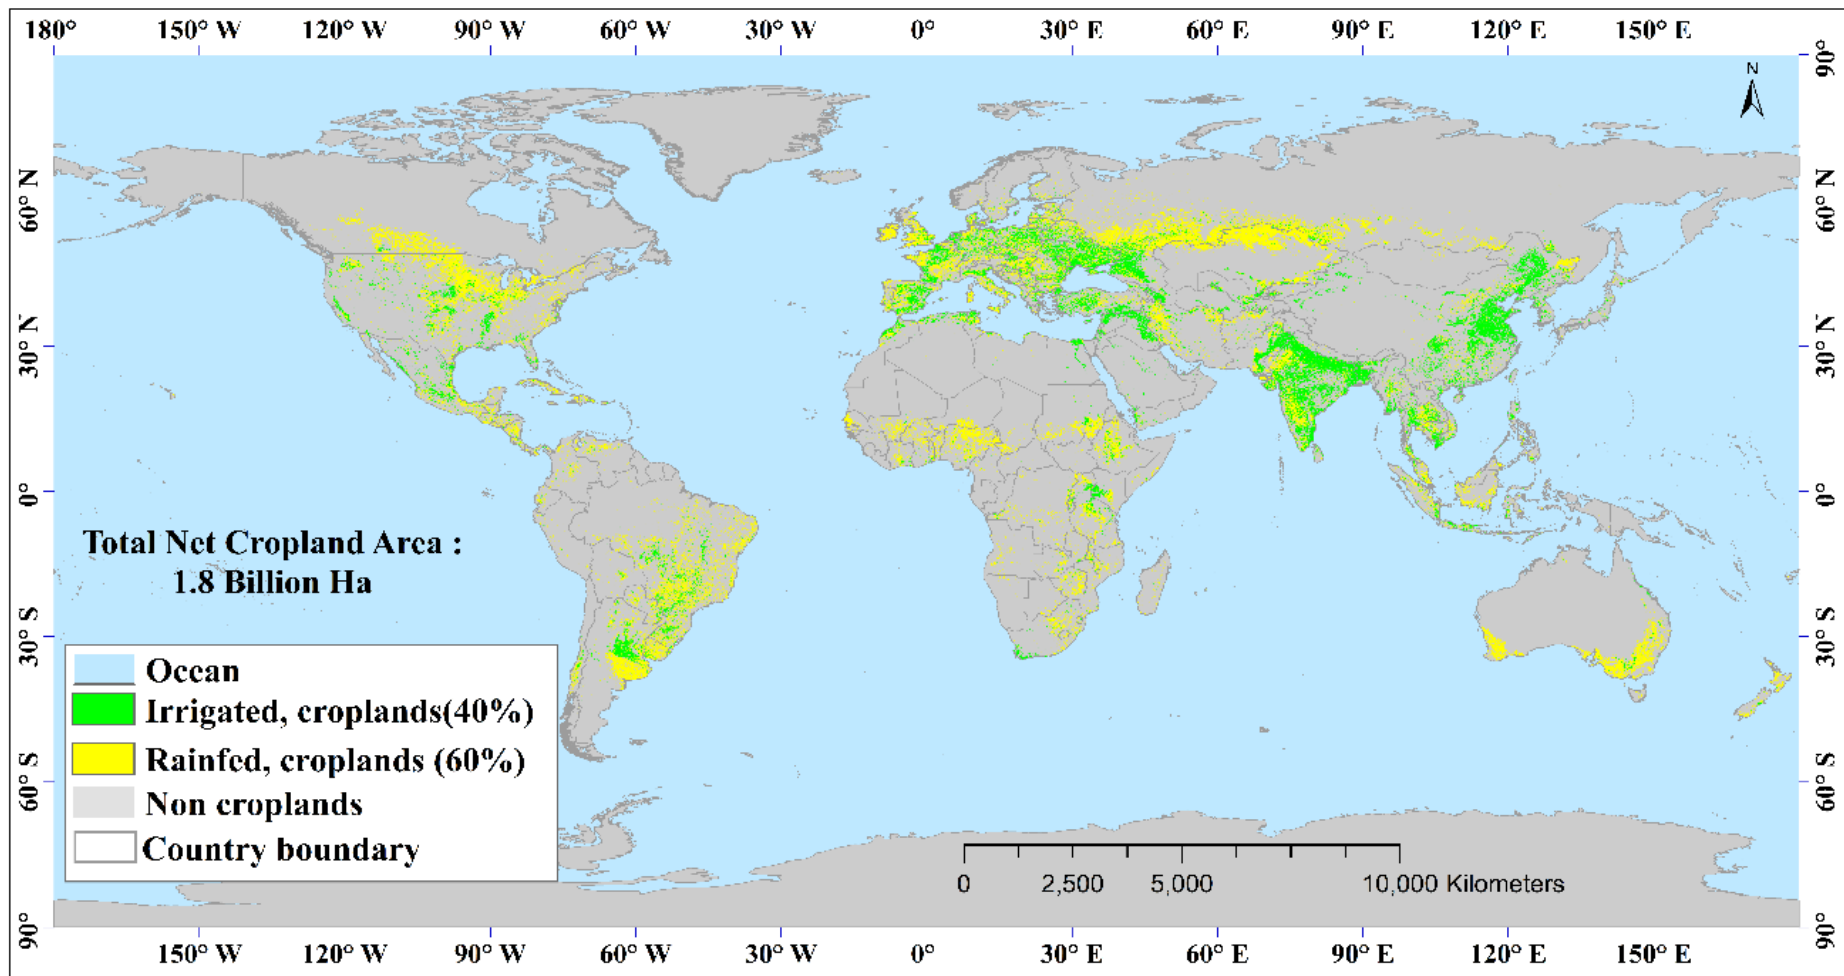 180° 150° W 120° W 90° W 60° W 30° W 0° 30° E 60° E 90° E 120° E 150° E
90° 90°
N
60° N 60° N
30° N 30° N
0° 0°
Total Net Cropland Area :
1.8 Billion Ha
30° S 30° S
Ocean
Irrigated, croplands(40%)
Rainfed, croplands (60%)
60° S 60° S
Non croplands
Country boundary
0 2,500 5,000 10,000 Kilometers
90° 90°
150° W 120° W 90° W 60° W 30° W 0° 30° E 60° E 90° E 120° E 150° E